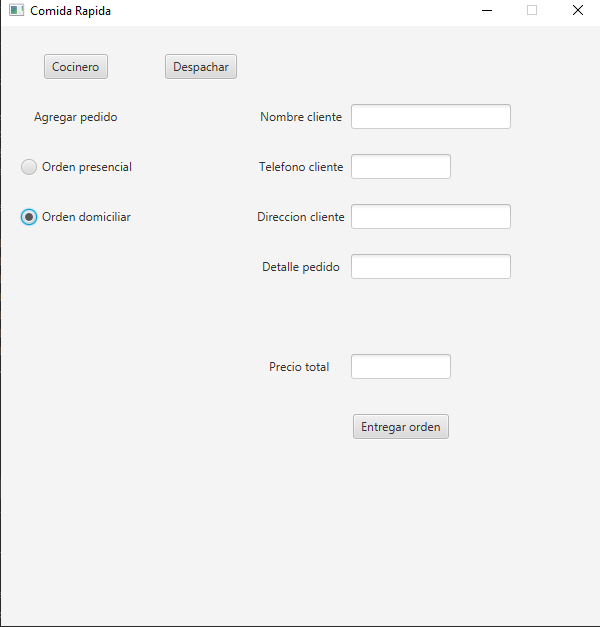 Comida Rapida
Cocinero
Despachar
Agregar pedido
Nombre cliente
Orden presencial
Telefono cliente
Orden domiciliar
Direccion cliente
Detalle pedido
Precio total
Entregar orden